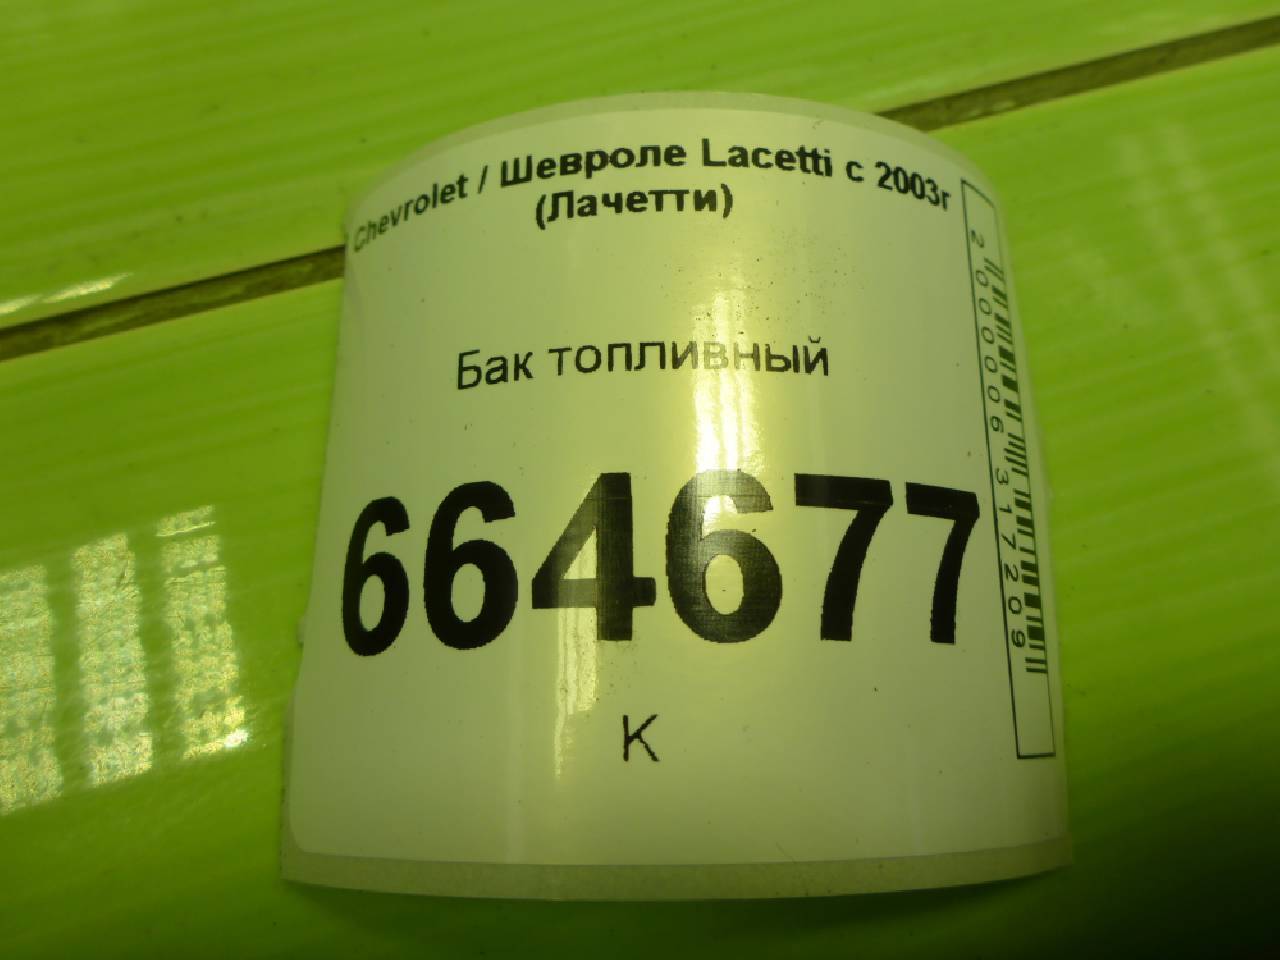 Chevrolet / Шевроле Lacetti с 2003г
(Лачетти)
Бак топливный
664677
К
2000006317209